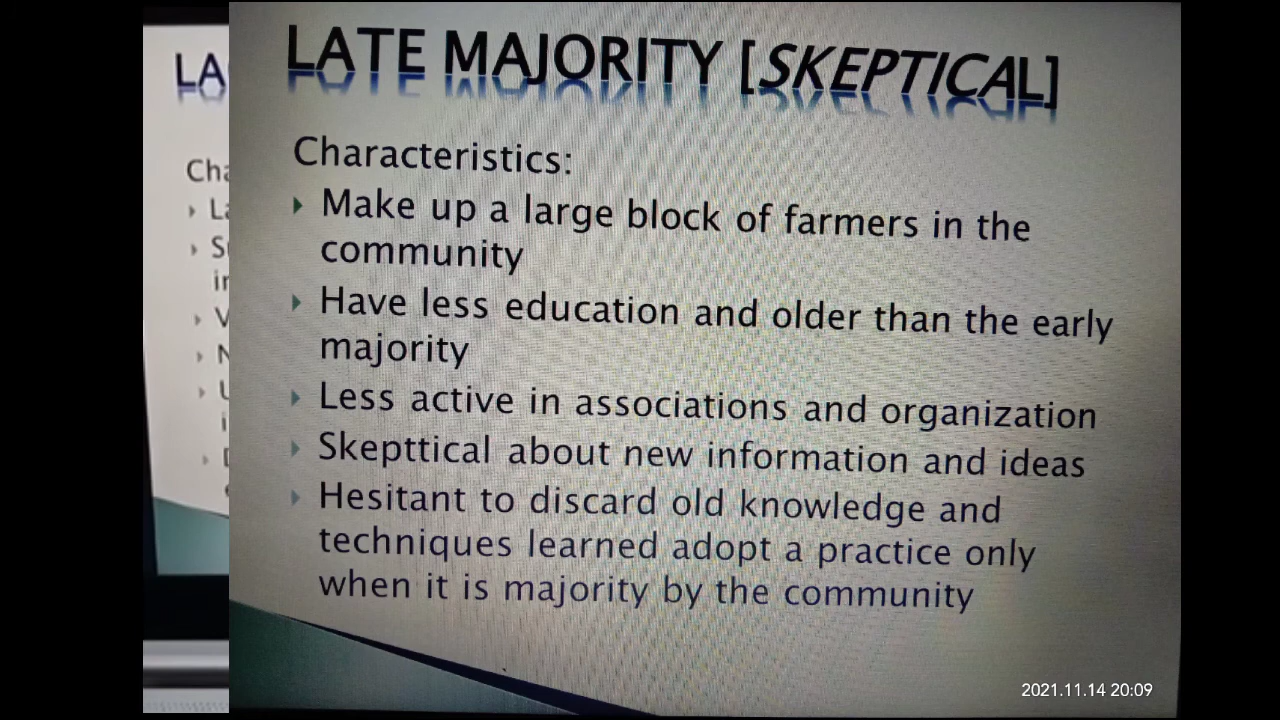 LATE MAJORITY [SKEPTICAL]
Characteristics:
Make up a large block of farmers in the
community
Have less education and older than the early
majority
Less active in associations and organization
Skepttical about new information and ideas
Hesitant to discard old knowledge and
techniques learned adopt a practice only
when it is majority by the community
2021.11.14 20:09